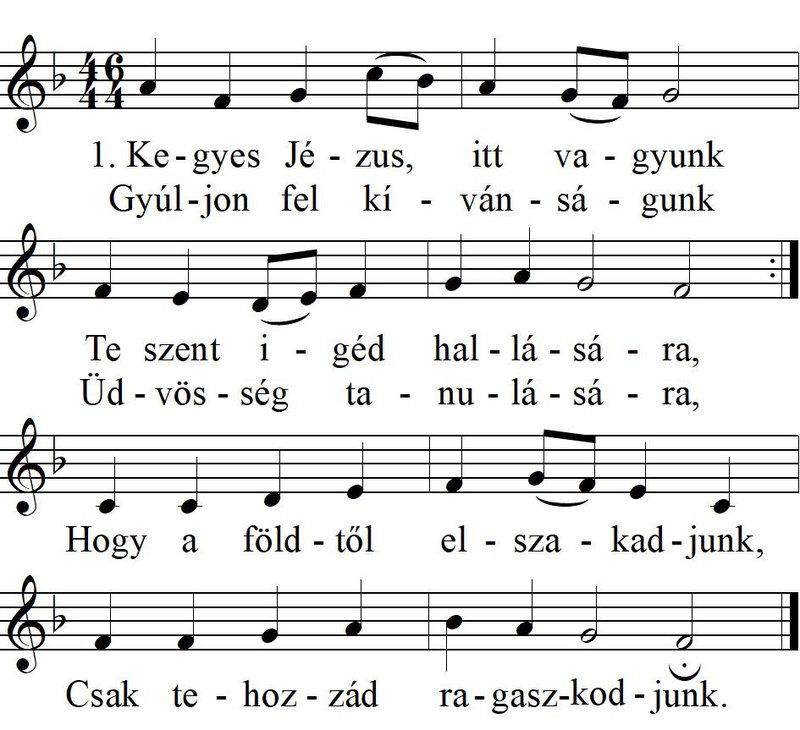 4 6
4 4
1. Ke - gyes Jé - zus, itt va - gyunk
Gyúl - jon fel kí - ván - sá - gunk
Te szent i - géd hal - lá - sá - ra,
Üd - vös - ség ta - nu - lá - sá - ra,
Hogy a föld - től el - sza - kad - junk,
Csak te - hoz - zád ra - gasz - kod - junk.